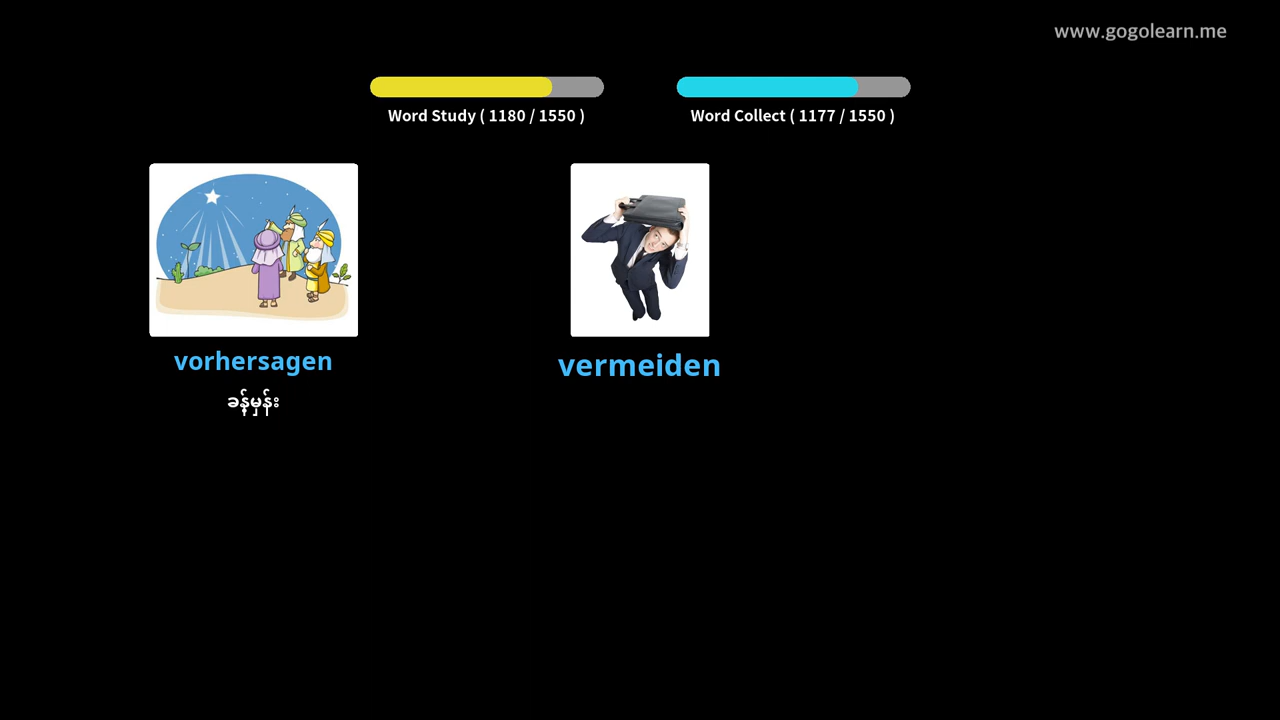 www.gogolearn.me
Word Study ( 1180 / 1550 )
Word Collect ( 1177 / 1550 )
vorhersagen
ခန့်မှန်း
vermeiden